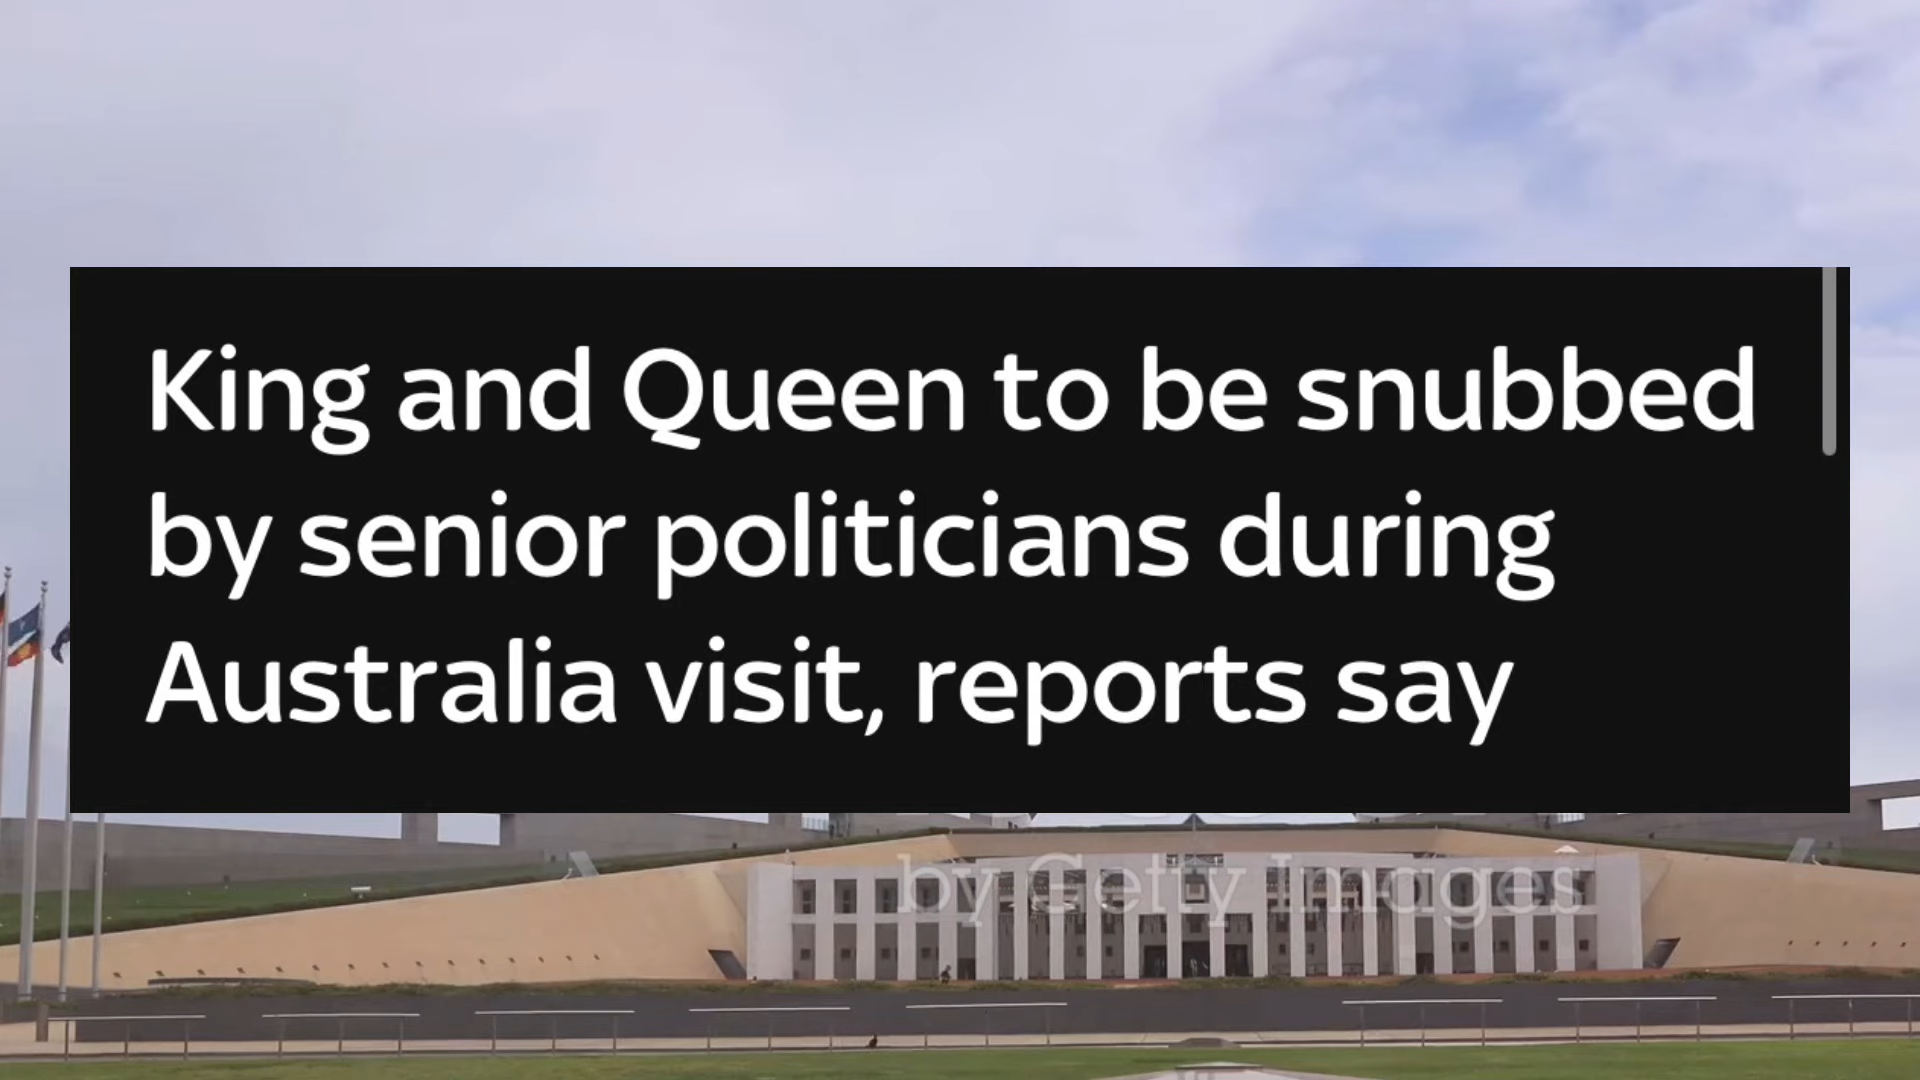 King and Queen to be snubbed
by senior politicians during
Australia visit, reports say
by Getty Images